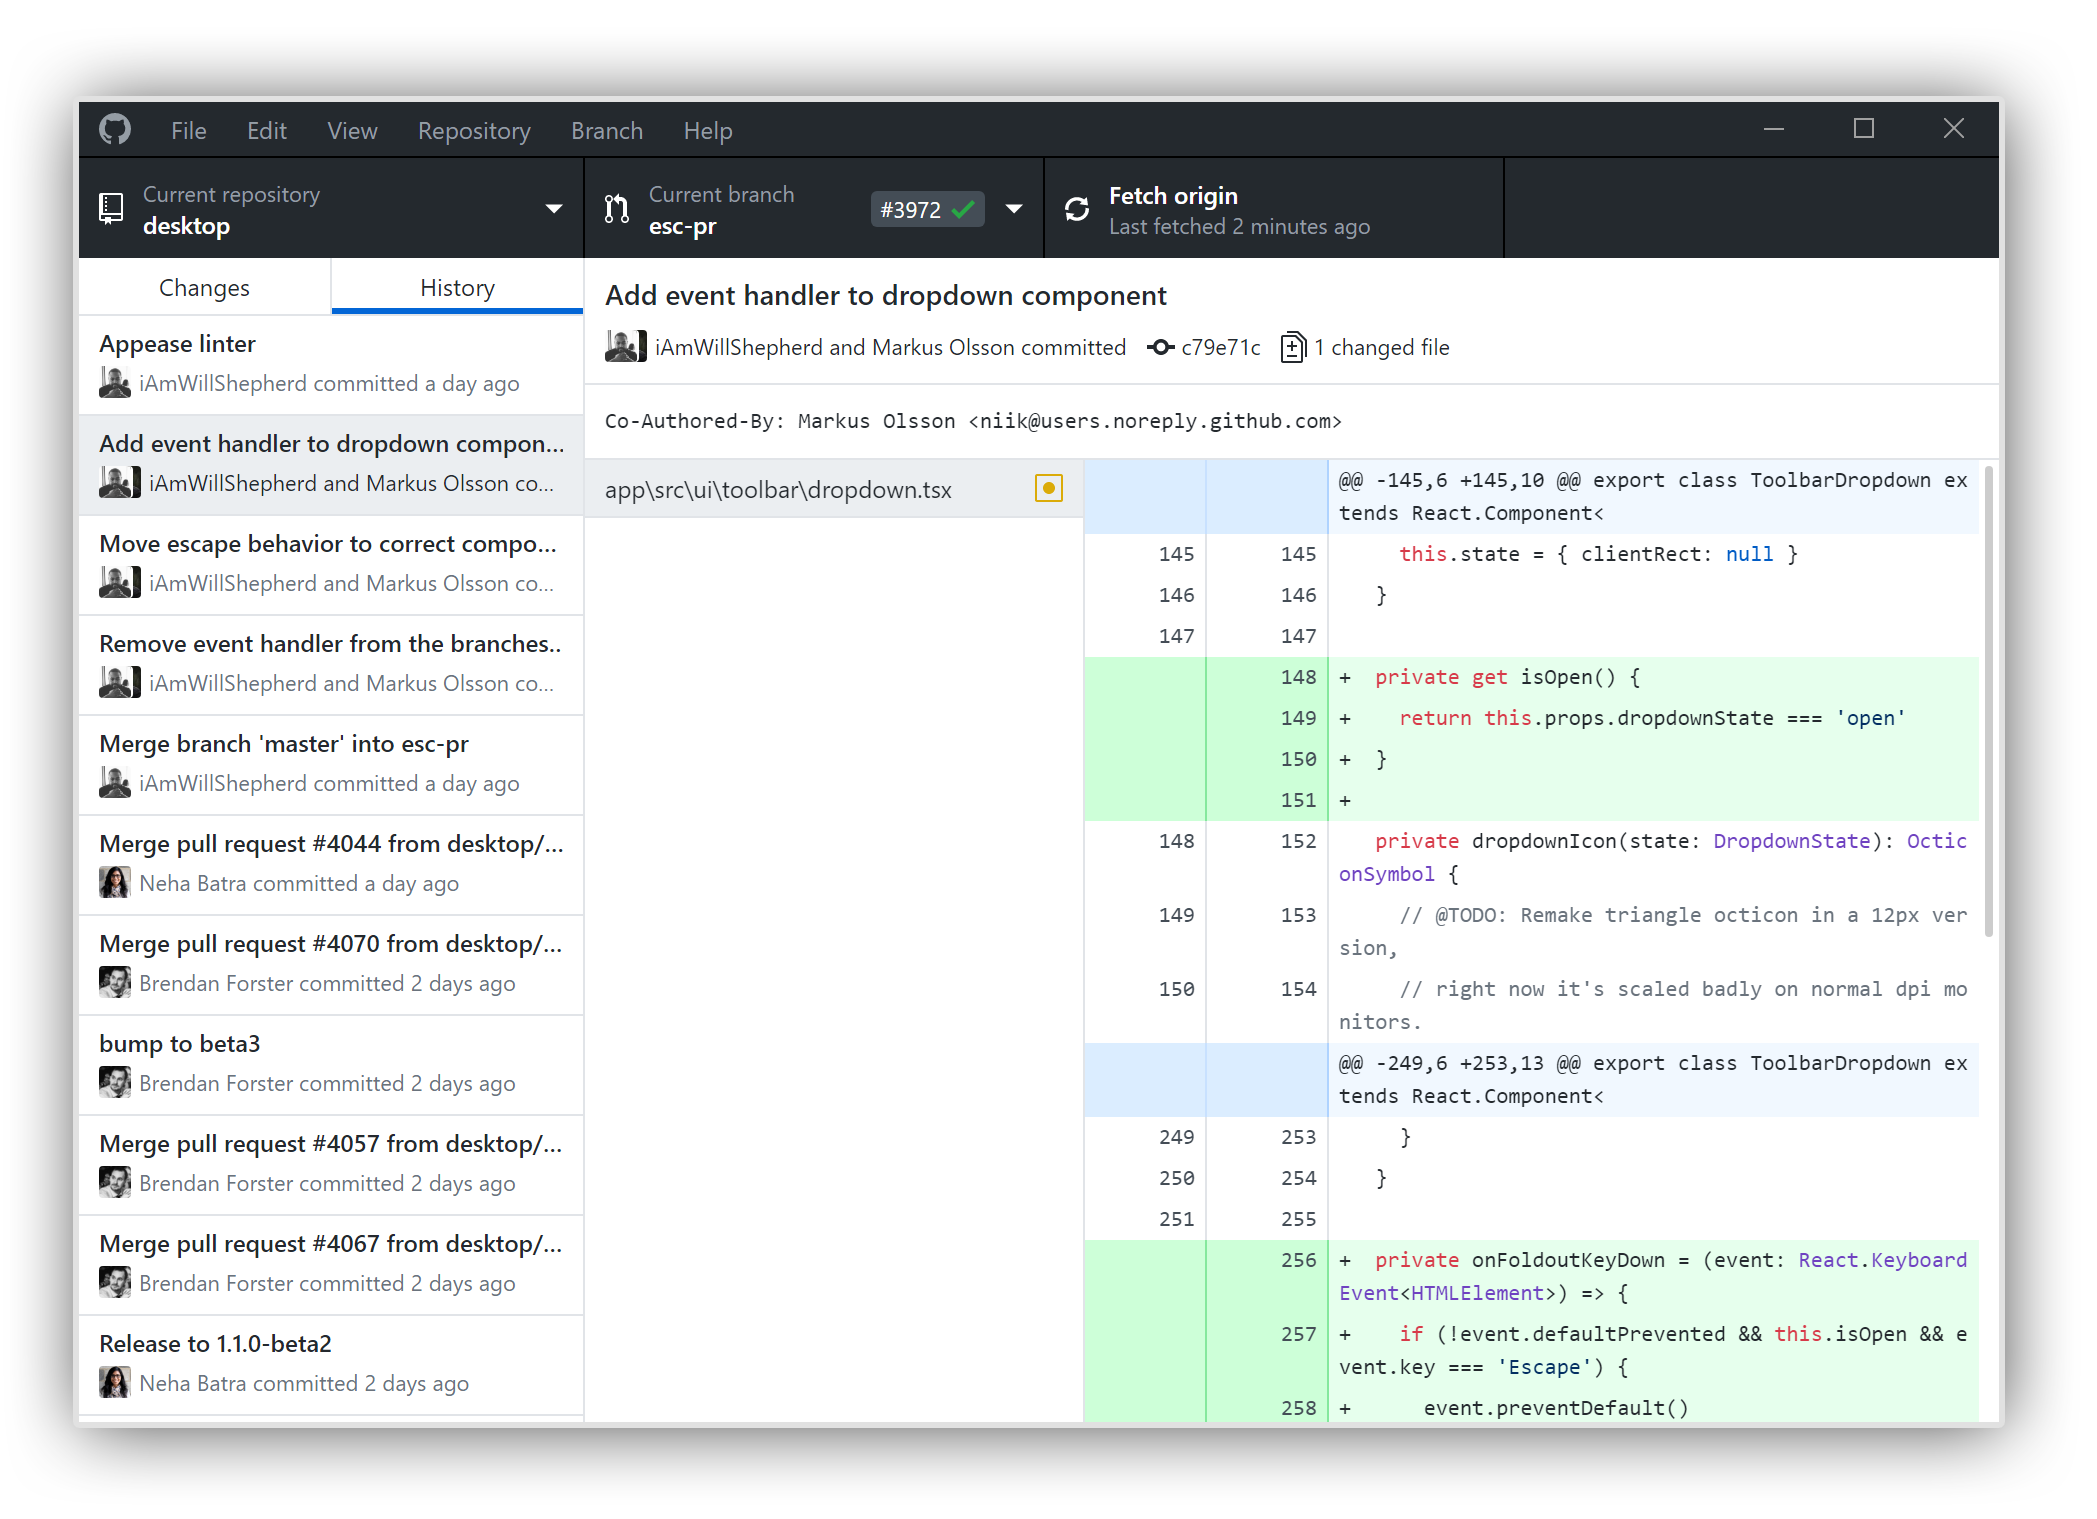 File Edit View Repository Branch Help
Current repository
desktop
Current branch
esc-pr
#3972
Fetch origin
Last fetched 2 minutes ago
Changes
History
Appease linter
iAmWillShepherd committed a day ago
Add event handler to dropdown compon...
iAmWillShepherd and Markus Olsson co...
Move escape behavior to correct compo...
iAmWillShepherd and Markus Olsson co...
Remove event handler from the branches..
iAmWillShepherd and Markus Olsson co...
Merge branch 'master' into esc-pr
iAmWillShepherd committed a day ago
Merge pull request #4044 from desktop/...
Neha Batra committed a day ago
Merge pull request #4070 from desktop/...
Brendan Forster committed 2 days ago
bump to beta3
Brendan Forster committed 2 days ago
Merge pull request #4057 from desktop/...
Brendan Forster committed 2 days ago
Merge pull request #4067 from desktop/...
Brendan Forster committed 2 days ago
Release to 1.1.0-beta2
Neha Batra committed 2 days ago
Add event handler to dropdown component
iAmWillShepherd and Markus Olsson committed c79e71c 1 changed file
Co-Authored-By: Markus Olsson <niik@users.noreply.github.com>
app\src\ui\toolbar\dropdown.tsx
@@ -145,6 +145,10 @@ export class ToolbarDropdown ex
tends React.Component<
145 145 this.state = { clientRect: null }
146 146 }
147 147
148 + private get isOpen() {
149 + return this.props.dropdownState === 'open'
150 + }
151 +
148 152 private dropdownIcon(state: DropdownState): Octic
onSymbol {
149 153 // @TODO: Remake triangle octicon in a 12px ver
sion,
150 154 // right now it's scaled badly on normal dpi mo
nitors.
@@ -249,6 +253,13 @@ export class ToolbarDropdown ex
tends React.Component<
249 253 }
250 254 }
251 255
256 + private onFoldoutKeyDown = (event: React.Keyboard
Event<HTMLElement>) => {
257 + if (!event.defaultPrevented && this.isOpen && e
vent.key === 'Escape') {
258 + event.preventDefault()